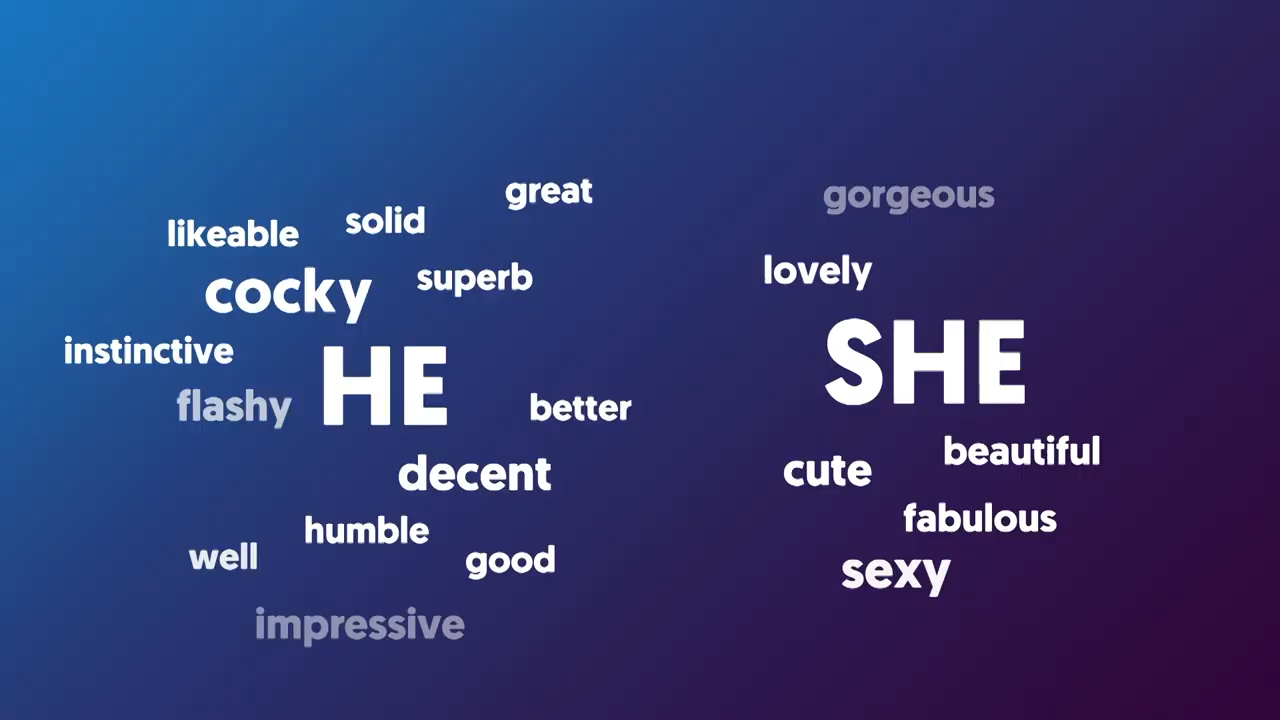 great
solid
likeable
superb
cocky
instinctive
HE
flashy
better
decent
humble
well
good
impressive
gorgeous
lovely
SHE
beautiful
cute
fabulous
sexy